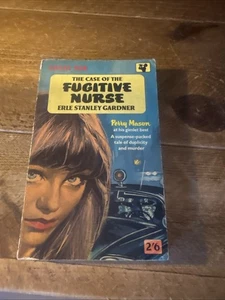 THE CASE OF THE
FUGITIVE
NURSE
ERLE STANLEY GARDNER
Perry Mason
at his quickest best
A suspense-packed
tale of duplicity
and murder
2/6